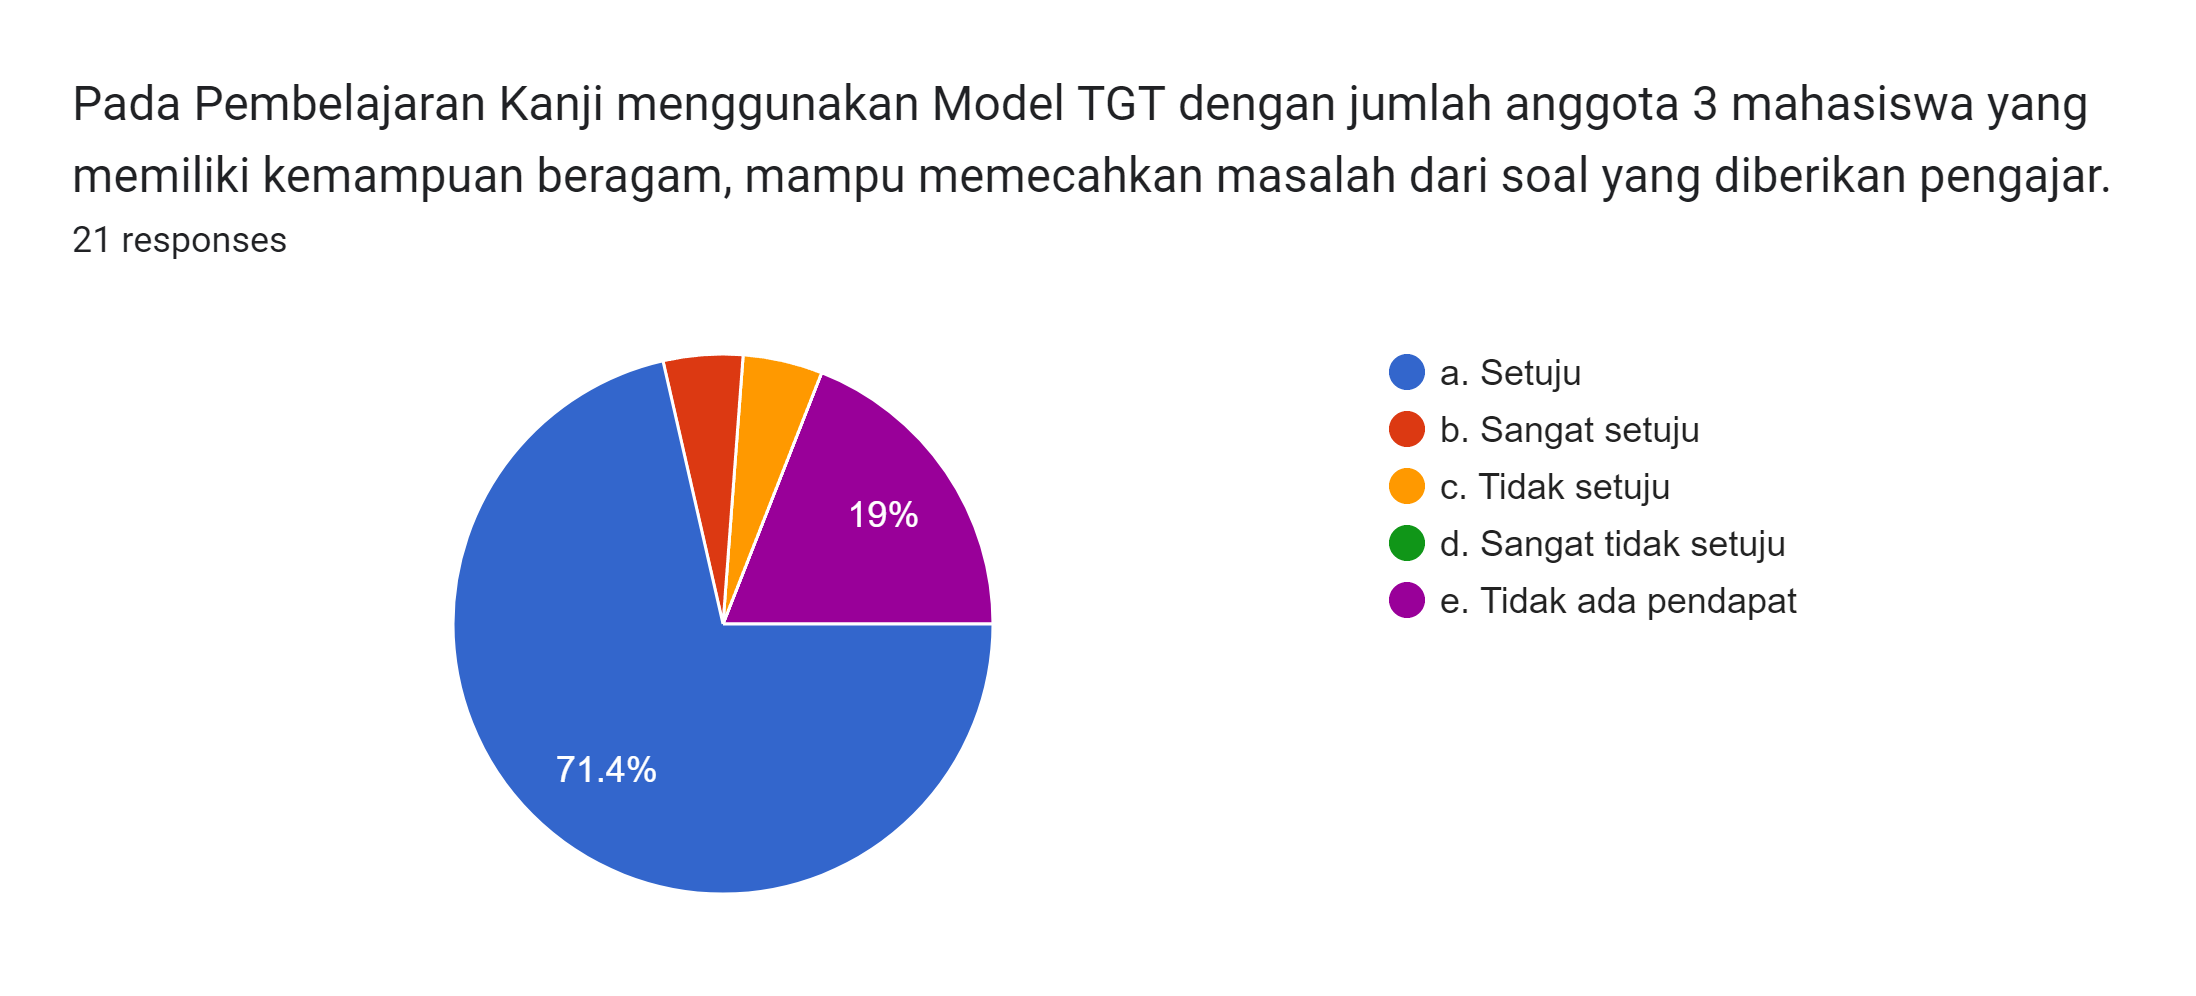 Pada Pembelajaran Kanji menggunakan Model TGT dengan jumlah anggota 3 mahasiswa yang
memiliki kemampuan beragam, mampu memecahkan masalah dari soal yang diberikan pengajar.
21 responses
a. Setuju
b. Sangat setuju
c. Tidak setuju
d. Sangat tidak setuju
e. Tidak ada pendapat
19%
71.4%